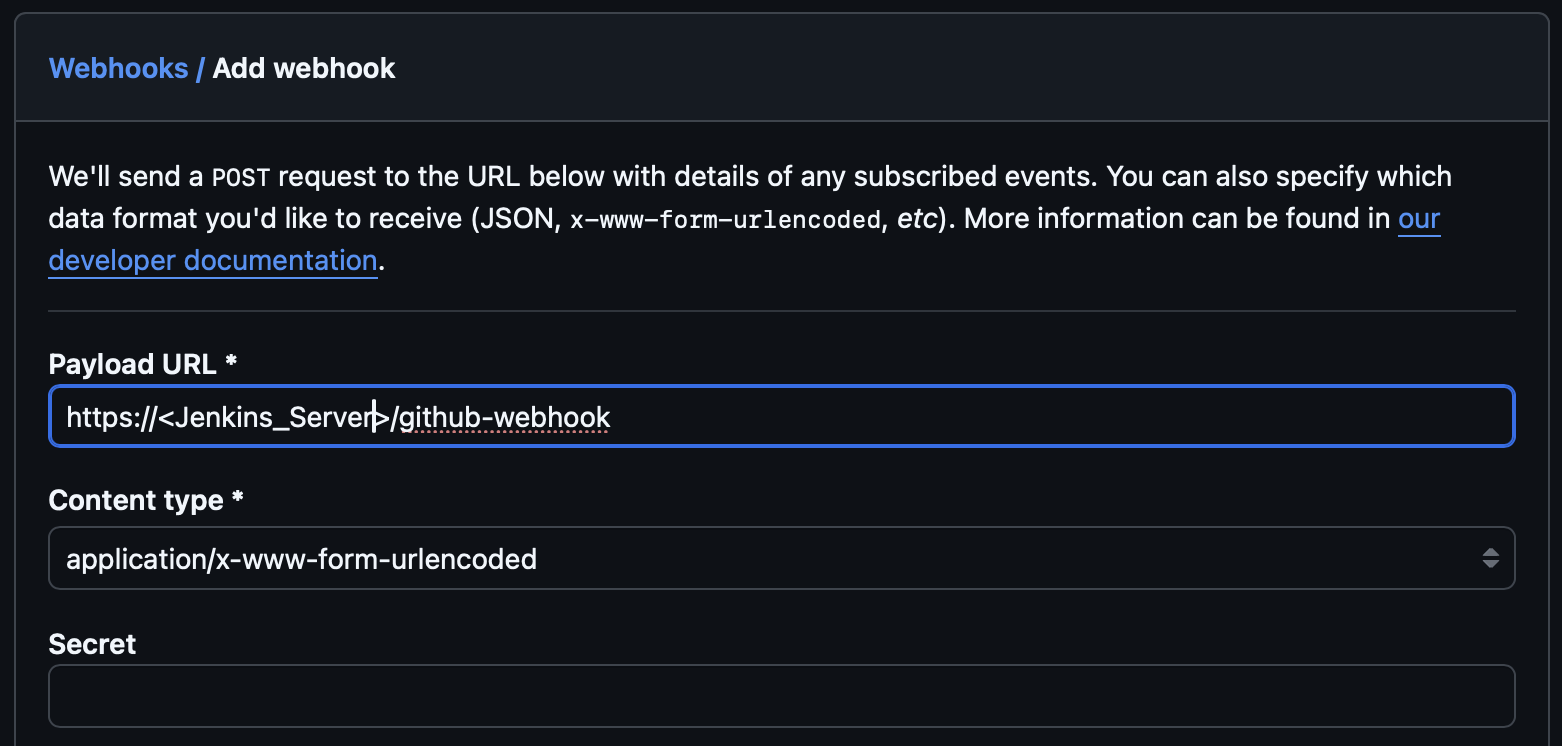 Webhooks / Add webhook
We'll send a POST request to the URL below with details of any subscribed events. You can also specify which
data format you'd like to receive (JSON, x-www-form-urlencoded, etc). More information can be found in our
developer documentation.
Payload URL *
https://<Jenkins_Server>/github-webhook
Content type *
application/x-www-form-urlencoded
Secret